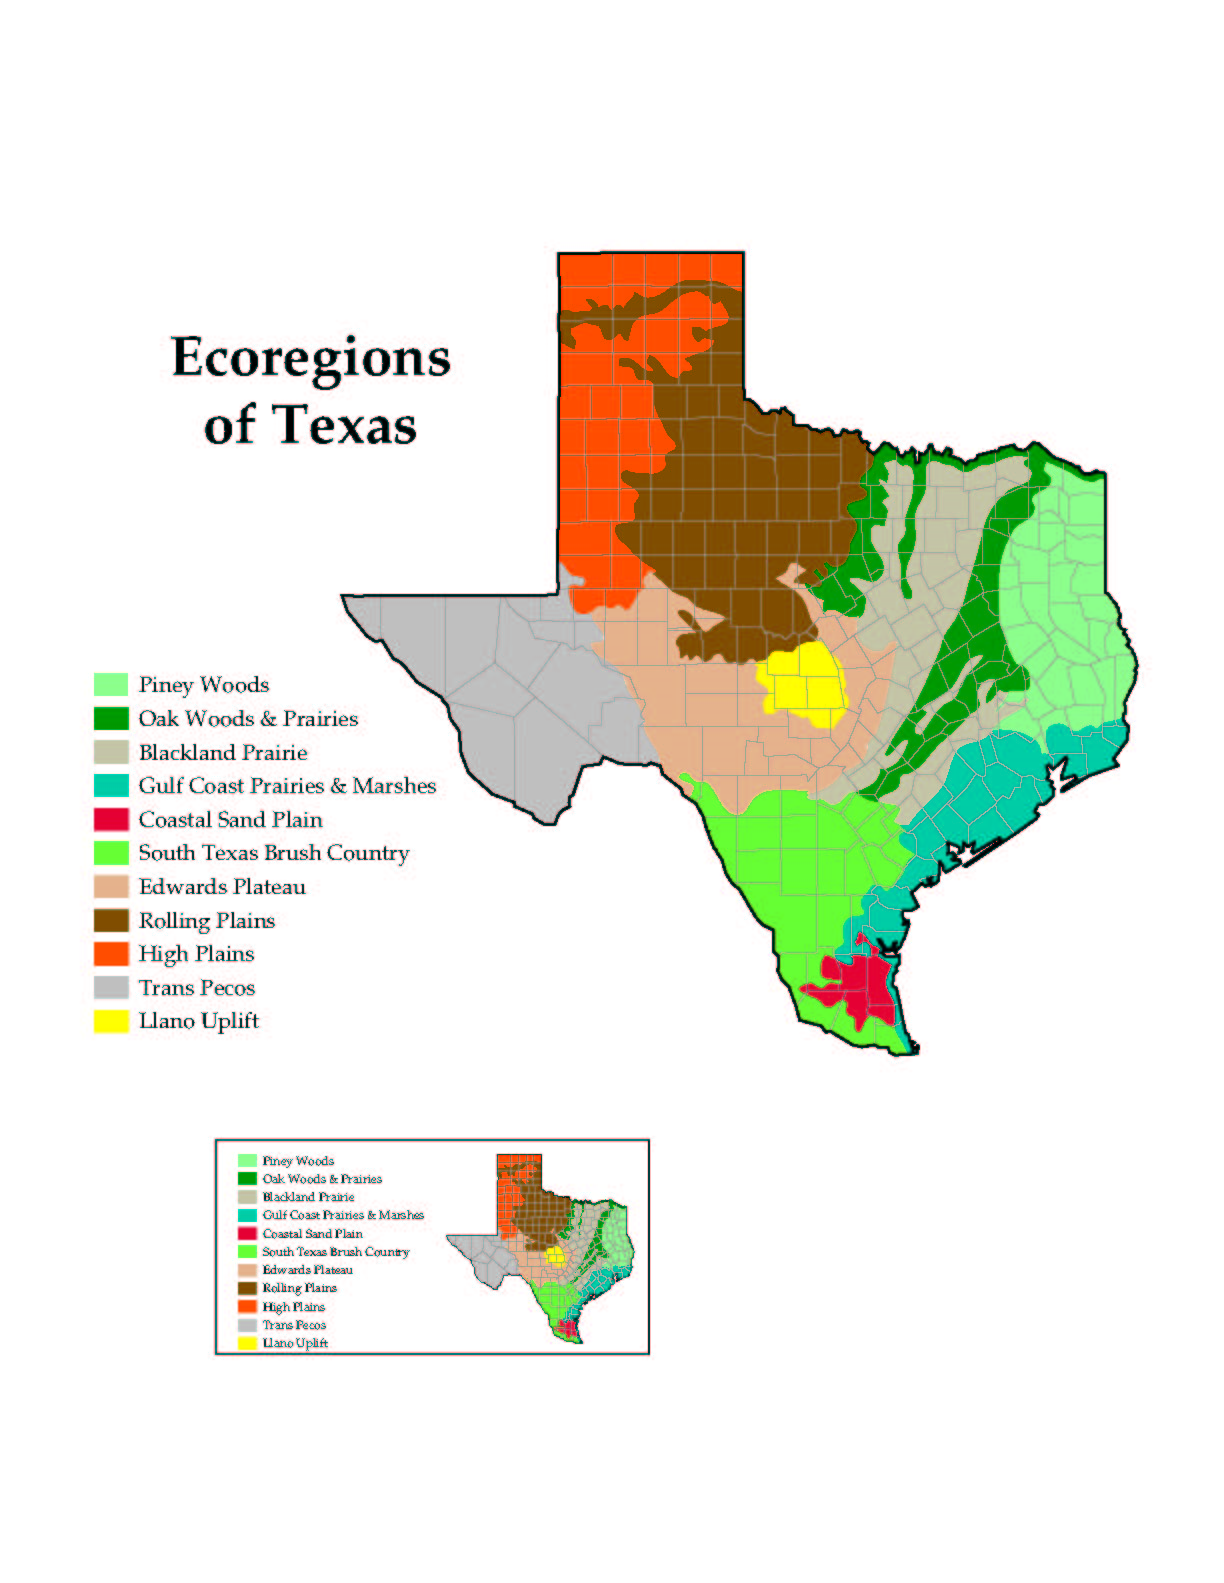 Ecoregions
of Texas
Piney Woods
Oak Woods & Prairies
Blackland Prairie
Gulf Coast Prairies & Marshes
Coastal Sand Plain
South Texas Brush Country
Edwards Plateau
Rolling Plains
High Plains
Trans Pecos
Llano Uplift
Piney Woods
Oak Woods & Prairies
Blackland Prairie
Gulf Coast Prairies & Marshes
Coastal Sand Plain
South Texas Brush Country
Edwards Plateau
Rolling Plains
High Plains
Trans Pecos
Llano Uplift